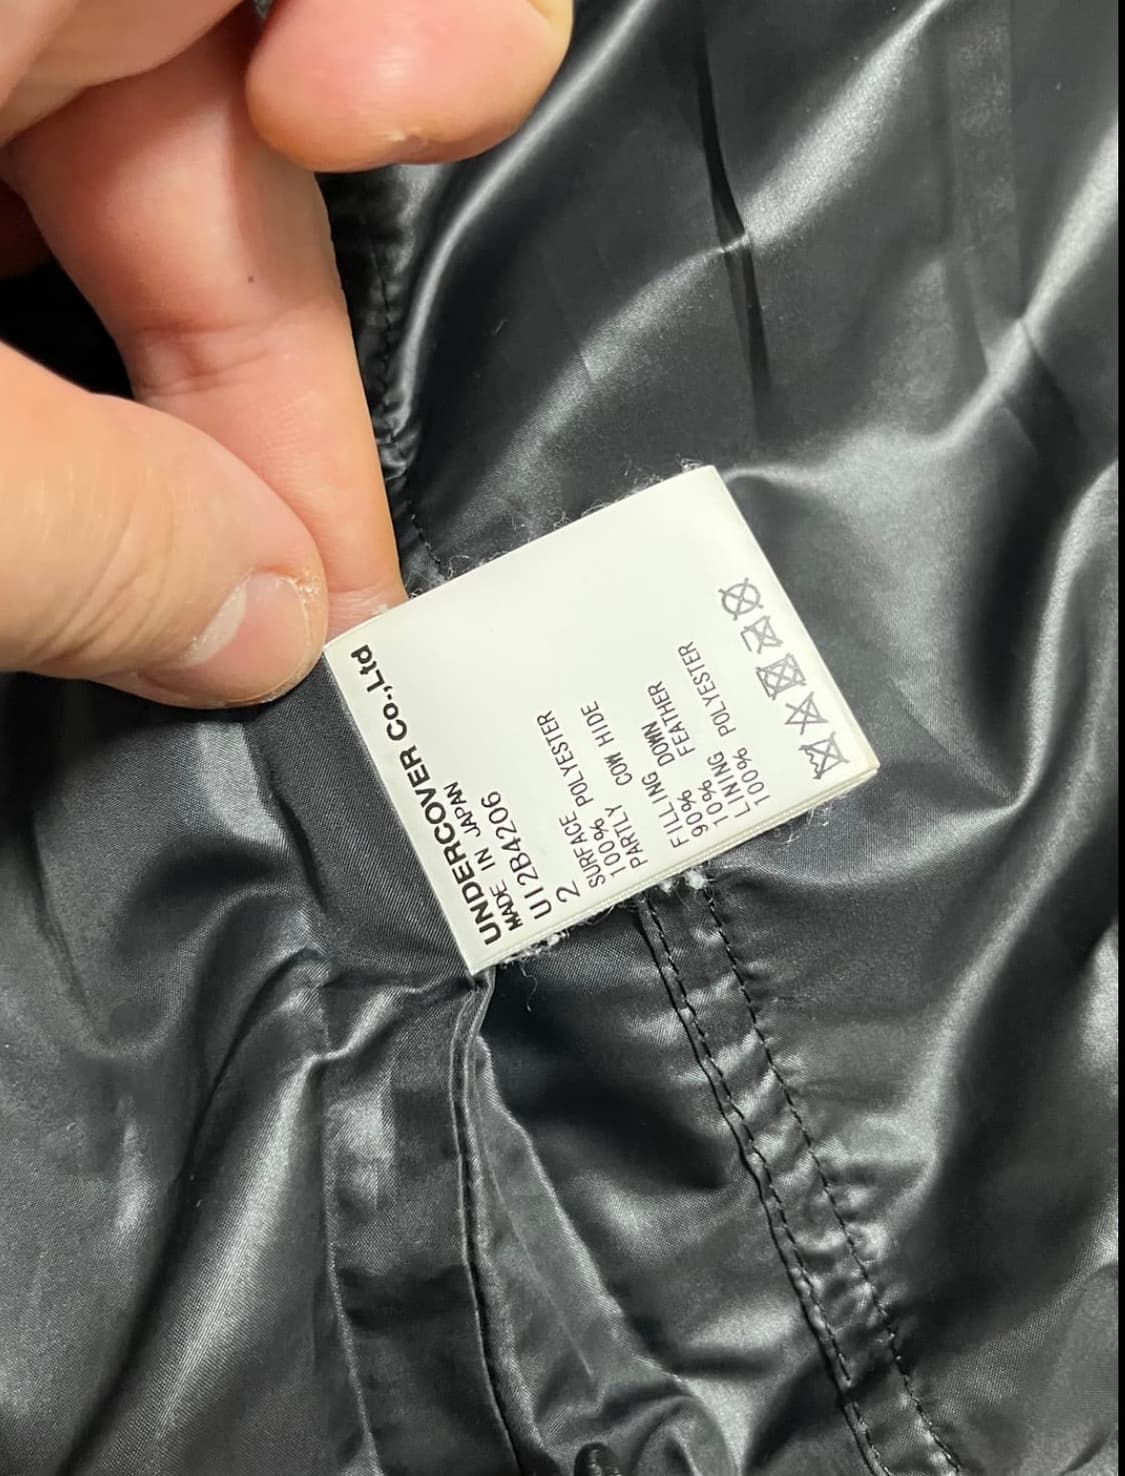 UNDERCOVER Co.,Ltd
MADE IN JAPAN
UI2B4206
2
SURFACE
100% POLYESTER
PARTLY COW HIDE
FILLING
90% DOWN
10% FEATHER
LINING
100% POLYESTER